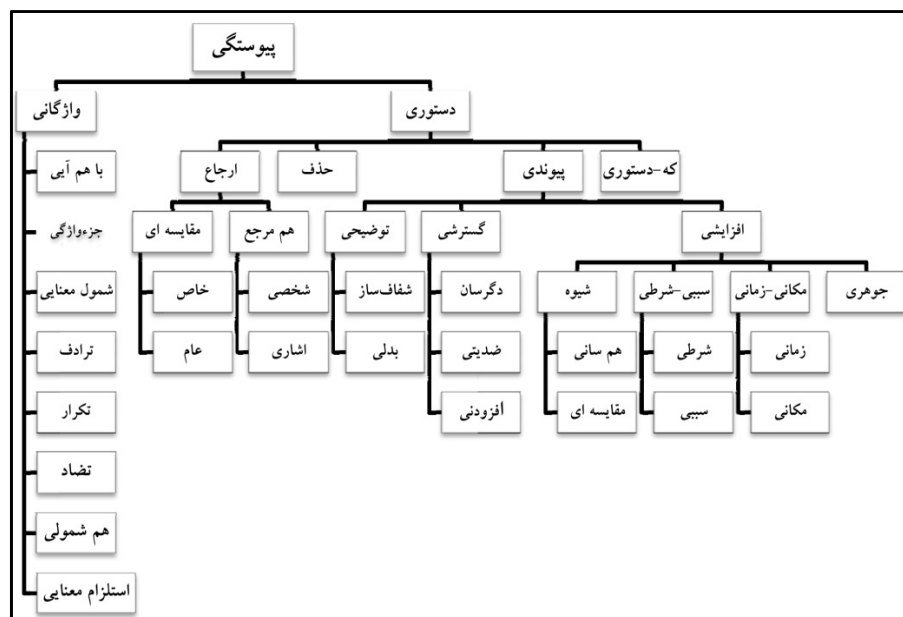 پیوستگی
دستوری
واژگانی
که-دستوری
پیوندی
حذف
ارجاع
با هم آیی
افزایشی
گسترشی
توضیحی
هم مرجع
مقایسه ای
جزءواژگی
جوهری
مکانی-زمانی
سببی-شرطی
شیوه
دگرسان
شفاف‌ساز
شخصی
خاص
شمول معنایی
زمانی
شرطی
هم سانی
ضدیتی
بدلی
اشاری
عام
ترادف
مکانی
سببی
مقایسه ای
أفزودنی
تکرار
تضاد
هم شمولی
استلزام معنایی